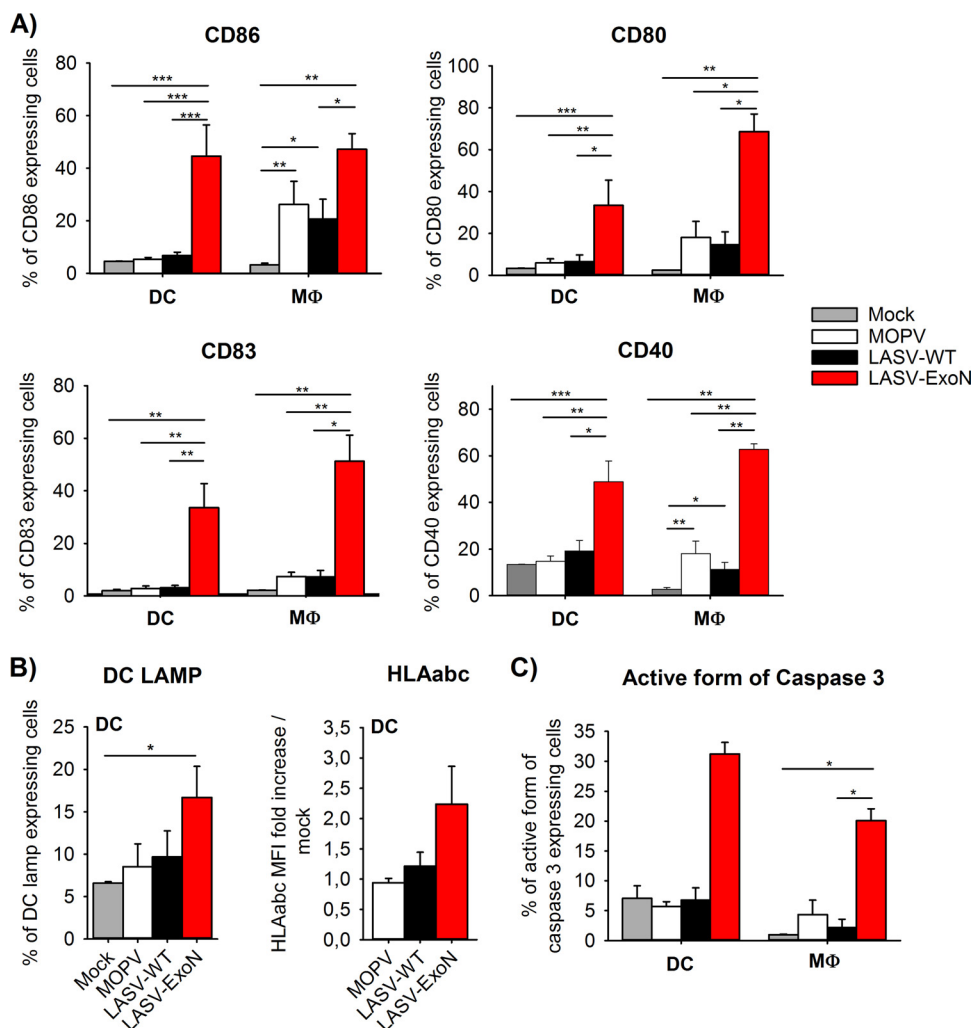 A)
CD86
% of CD86 expressing cells
80
60
40
20
0
***
***
***
**
*
*
*
**
DC
MΦ
CD80
% of CD80 expressing cells
100
80
60
40
20
0
***
**
*
**
*
*
DC
MΦ
Mock
MOPV
LASV-WT
LASV-ExoN
CD83
% of CD83 expressing cells
80
60
40
20
0
**
**
**
**
**
*
DC
MΦ
CD40
% of CD40 expressing cells
80
60
40
20
0
***
**
*
**
**
**
*
**
DC
MΦ
B)
DC LAMP
% of DC lamp expressing cells
25
20
15
10
5
0
DC
*
Mock
MOPV
LASV-WT
LASV-ExoN
HLAabc
HLAabc MFI fold increase /
mock
3,5
3,0
2,5
2,0
1,5
1,0
0,5
0,0
DC
MOPV
LASV-WT
LASV-ExoN
C)
Active form of Caspase 3
% of active form of
caspase 3 expressing cells
35
30
25
20
15
10
5
0
*
*
DC
MΦ